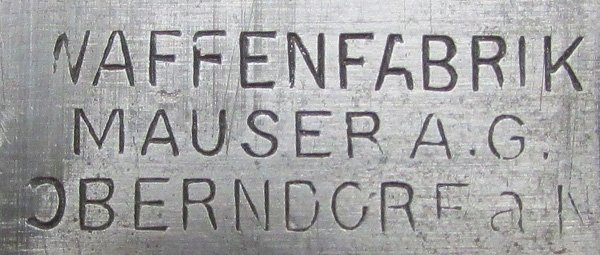 WAFFENFABRIK
MAUSER A.G.
OBERNDORF a N